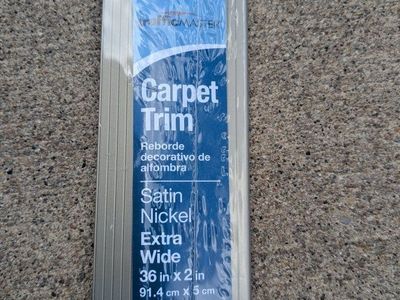 trafficMASTER
Carpet
Trim
Reborde
decorativo de
alfombra
Satin
Nickel
Extra
Wide
36 in x 2 in
91.4 cm x 5 cm